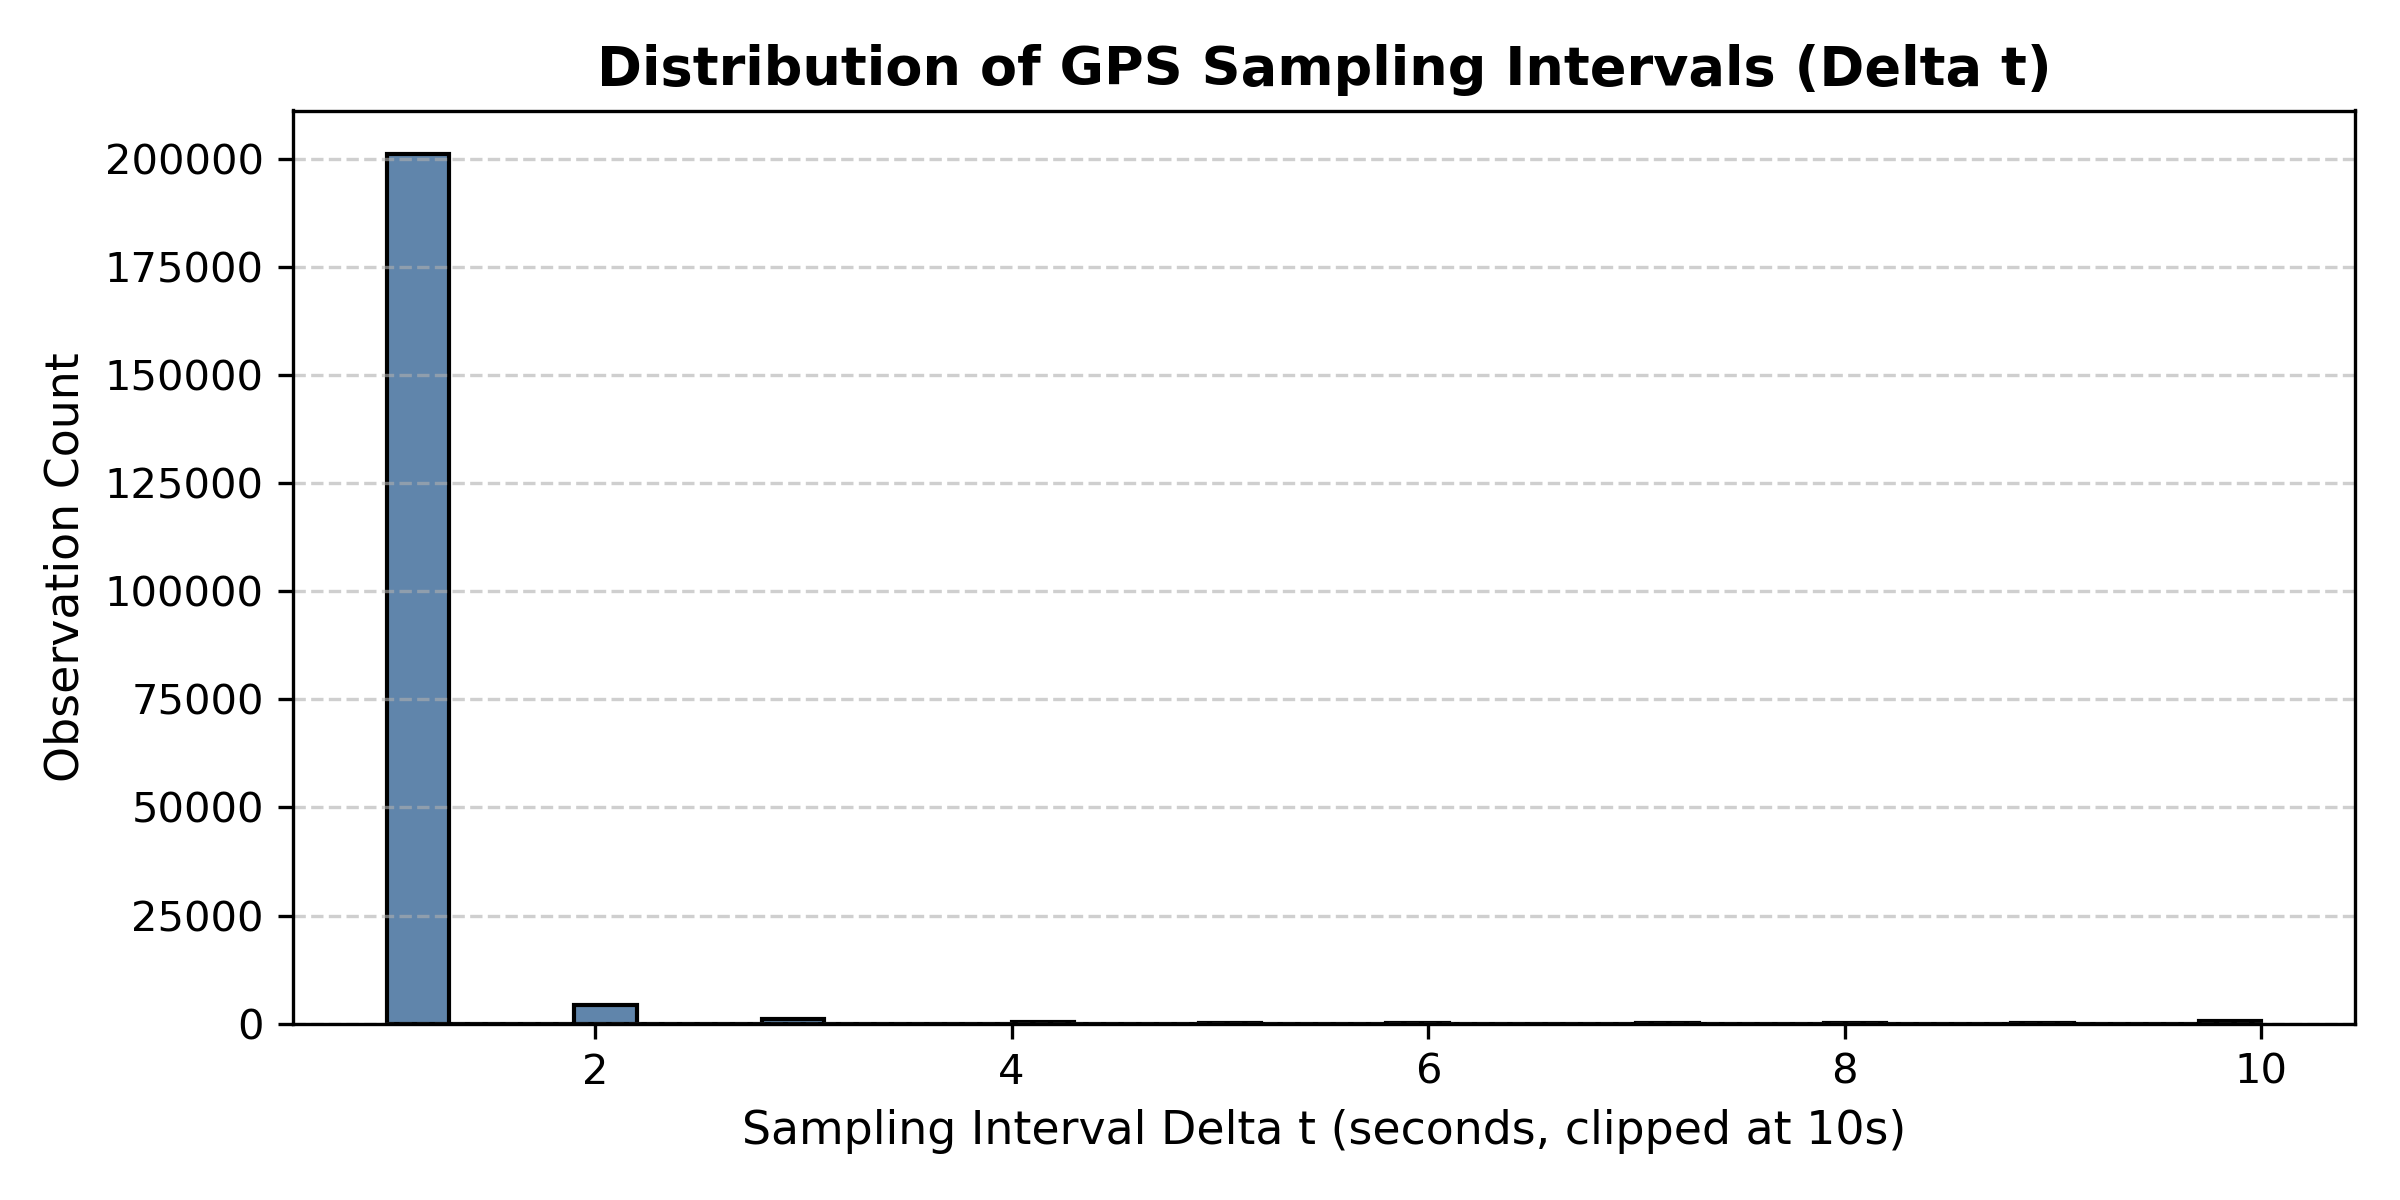 Distribution of GPS Sampling Intervals (Delta t)
200000
175000
150000
125000
100000
75000
50000
25000
0
Observation Count
2 4 6 8 10
Sampling Interval Delta t (seconds, clipped at 10s)